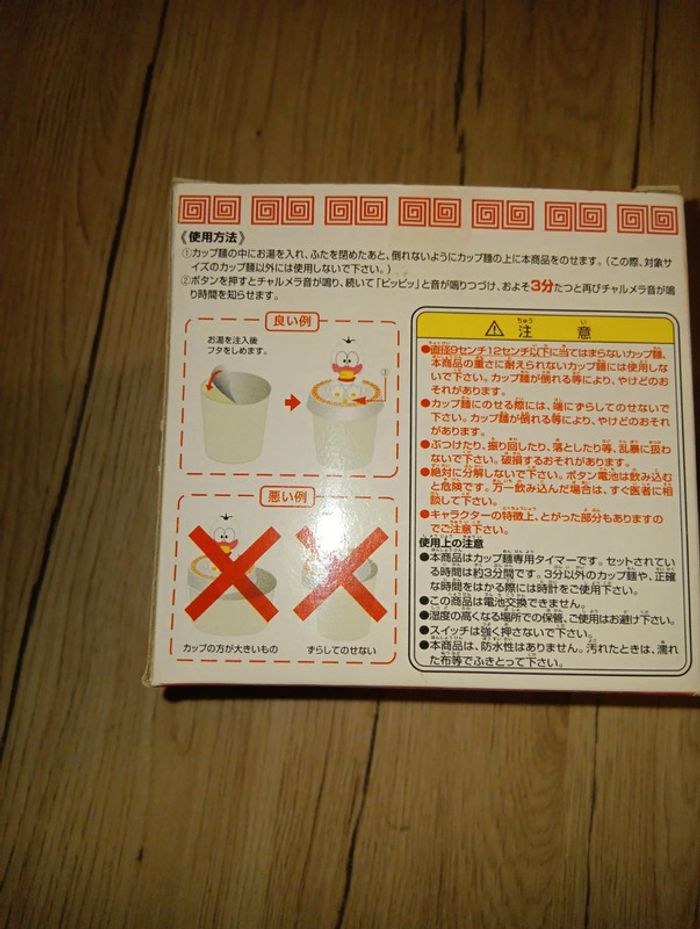 《使用方法》
①カップ麺の中にお湯を入れ、ふたを閉めたあと、倒れないようにカップ麺の上に本商品をのせます。(この際、対象サ
イズのカップ麺以外には使用しないで下さい。)
②ボタンを押すとチャルメラ音が鳴り、続いて「ピッピッ」と音が鳴りつづけ、およそ3分たつと再びチャルメラ音が鳴
り時間を知らせます。
良い例
お湯を注入後
フタをしめます。
①
悪い例
カップの方が大きいもの
ずらしてのせない
⚠注意
●直径9センチ12センチ以下に当てはまらないカップ麺、
本商品の重さに耐えられないカップ麺には使用しな
いで下さい。カップ麺が倒れる等により、やけどのお
それがあります。
●カップ麺にのせる際には、端にずらしてのせないで
下さい。カップ麺が倒れる等により、やけどのおそれ
があります。
●ぶつけたり、振り回したり、落としたり等、乱暴に扱わ
ないで下さい。破損するおそれがあります。
●絶対に分解しないで下さい。ボタン電池は飲み込む
と危険です。万一飲み込んだ場合は、すぐ医者に相
談して下さい。
●キャラクターの特徴上、とがった部分もありますの
でご注意下さい。
使用上の注意
●本商品はカップ麺専用タイマーです。セットされてい
る時間は約3分間です。3分以外のカップ麺や、正確
な時間をはかる際には時計をご使用下さい。
●この商品は電池交換できません。
●湿度の高くなる場所での保管、ご使用はお避け下さい。
●スイッチは強く押さないで下さい。
●本商品は、防水性はありません。汚れたときは、濡れ
た布等でふきとって下さい。